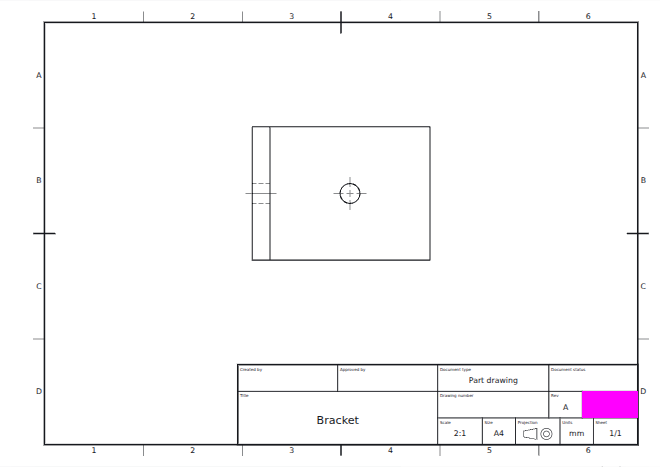 1 2 3 4 5 6
A A
B B
C C
D D
Created by Approved by Document type Document status
Part drawing
Title Drawing number Rev.
A
Bracket
Scale Size Projection Units Sheet
2:1 A4 mm 1/1
1 2 3 4 5 6